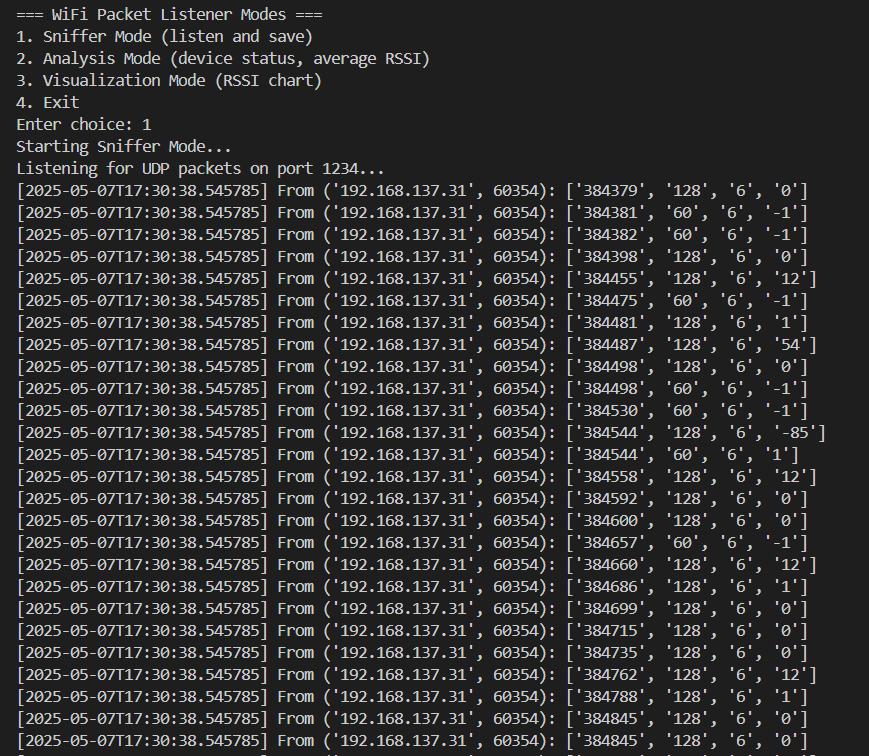 === WiFi Packet Listener Modes ===
1. Sniffer Mode (listen and save)
2. Analysis Mode (device status, average RSSI)
3. Visualization Mode (RSSI chart)
4. Exit
Enter choice: 1
Starting Sniffer Mode...
Listening for UDP packets on port 1234...
[2025-05-07T17:30:38.545785] From ('192.168.137.31', 60354): ['384379', '128', '6', '0']
[2025-05-07T17:30:38.545785] From ('192.168.137.31', 60354): ['384381', '60', '6', '-1']
[2025-05-07T17:30:38.545785] From ('192.168.137.31', 60354): ['384382', '60', '6', '-1']
[2025-05-07T17:30:38.545785] From ('192.168.137.31', 60354): ['384398', '128', '6', '0']
[2025-05-07T17:30:38.545785] From ('192.168.137.31', 60354): ['384455', '128', '6', '12']
[2025-05-07T17:30:38.545785] From ('192.168.137.31', 60354): ['384475', '60', '6', '-1']
[2025-05-07T17:30:38.545785] From ('192.168.137.31', 60354): ['384481', '128', '6', '1']
[2025-05-07T17:30:38.545785] From ('192.168.137.31', 60354): ['384487', '128', '6', '54']
[2025-05-07T17:30:38.545785] From ('192.168.137.31', 60354): ['384498', '128', '6', '0']
[2025-05-07T17:30:38.545785] From ('192.168.137.31', 60354): ['384498', '60', '6', '-1']
[2025-05-07T17:30:38.545785] From ('192.168.137.31', 60354): ['384530', '60', '6', '-1']
[2025-05-07T17:30:38.545785] From ('192.168.137.31', 60354): ['384544', '128', '6', '-85']
[2025-05-07T17:30:38.545785] From ('192.168.137.31', 60354): ['384544', '60', '6', '1']
[2025-05-07T17:30:38.545785] From ('192.168.137.31', 60354): ['384558', '128', '6', '12']
[2025-05-07T17:30:38.545785] From ('192.168.137.31', 60354): ['384592', '128', '6', '0']
[2025-05-07T17:30:38.545785] From ('192.168.137.31', 60354): ['384600', '128', '6', '0']
[2025-05-07T17:30:38.545785] From ('192.168.137.31', 60354): ['384657', '60', '6', '-1']
[2025-05-07T17:30:38.545785] From ('192.168.137.31', 60354): ['384660', '128', '6', '12']
[2025-05-07T17:30:38.545785] From ('192.168.137.31', 60354): ['384686', '128', '6', '1']
[2025-05-07T17:30:38.545785] From ('192.168.137.31', 60354): ['384699', '128', '6', '0']
[2025-05-07T17:30:38.545785] From ('192.168.137.31', 60354): ['384715', '128', '6', '0']
[2025-05-07T17:30:38.545785] From ('192.168.137.31', 60354): ['384735', '128', '6', '0']
[2025-05-07T17:30:38.545785] From ('192.168.137.31', 60354): ['384762', '128', '6', '12']
[2025-05-07T17:30:38.545785] From ('192.168.137.31', 60354): ['384788', '128', '6', '1']
[2025-05-07T17:30:38.545785] From ('192.168.137.31', 60354): ['384845', '128', '6', '0']
[2025-05-07T17:30:38.545785] From ('192.168.137.31', 60354): ['384845', '128', '6', '0']